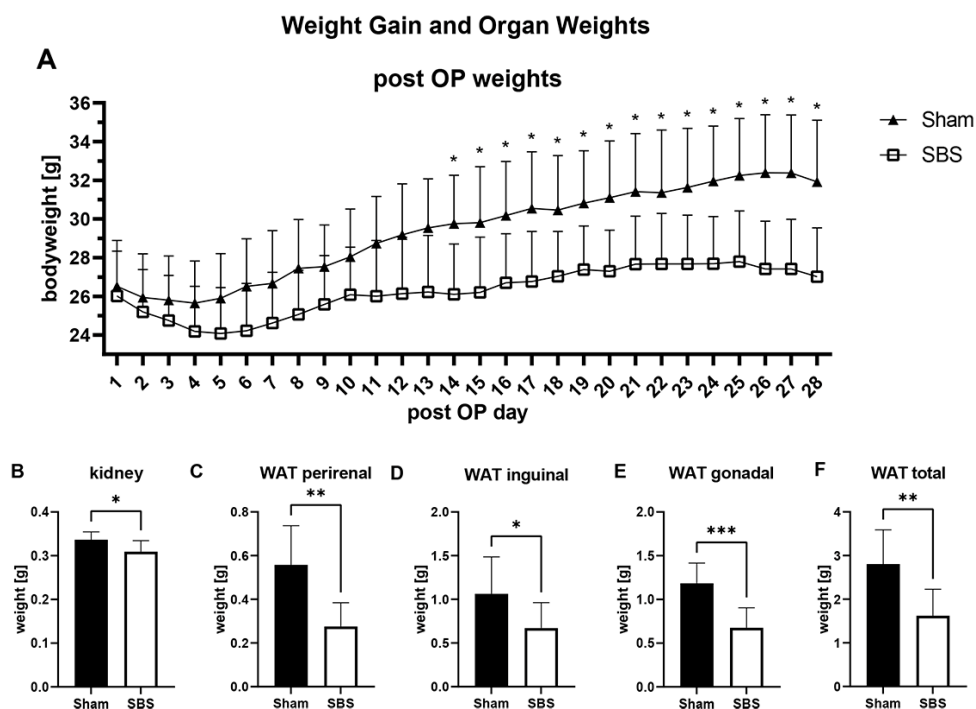 Weight Gain and Organ Weights
A
post OP weights
36
34
32
30
28
26
24
bodyweight [g]
* * * * * * * * * * * * * * *
Sham
SBS
1 2 3 4 5 6 7 8 9 10 11 12 13 14 15 16 17 18 19 20 21 22 23 24 25 26 27 28
post OP day
B
kidney
0.4
0.3
0.2
0.1
0.0
weight [g]
*
Sham SBS
C
WAT perirenal
0.8
0.6
0.4
0.2
0.0
weight [g]
**
Sham SBS
D
WAT inguinal
2.0
1.5
1.0
0.5
0.0
weight [g]
*
Sham SBS
E
WAT gonadal
2.0
1.5
1.0
0.5
0.0
weight [g]
***
Sham SBS
F
WAT total
4
3
2
1
0
weight [g]
**
Sham SBS